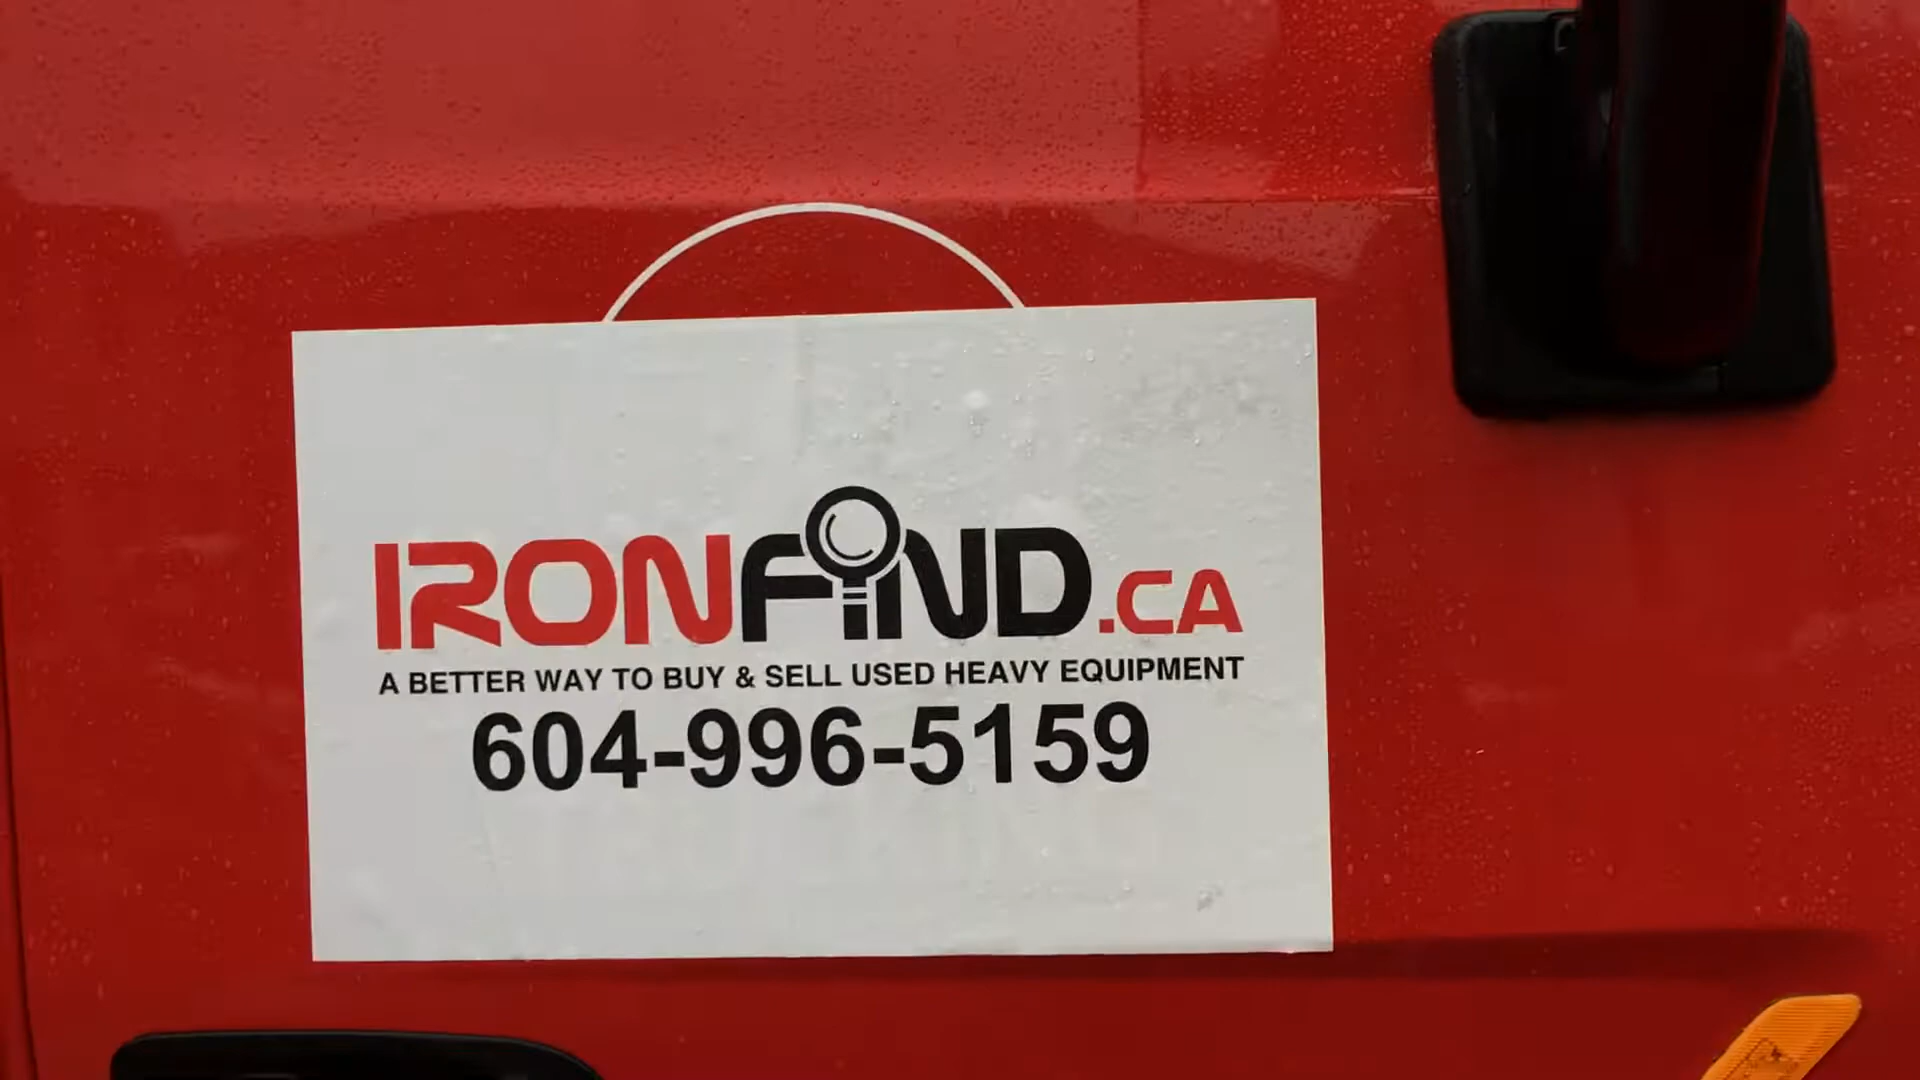 IRONFIND.CA
A BETTER WAY TO BUY & SELL USED HEAVY EQUIPMENT
604-996-5159